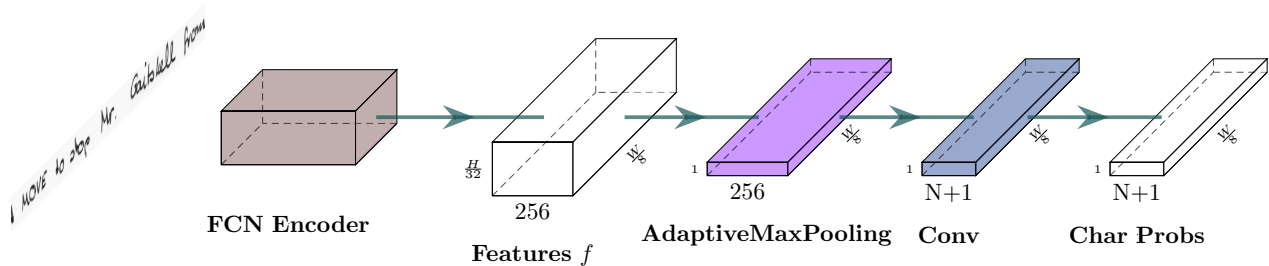 MOVE to stop Mr. Gaitskell from
FCN Encoder
H/32
256
W/8
Features f
1
256
W/8
AdaptiveMaxPooling
1
N+1
W/8
Conv
1
N+1
W/8
Char Probs